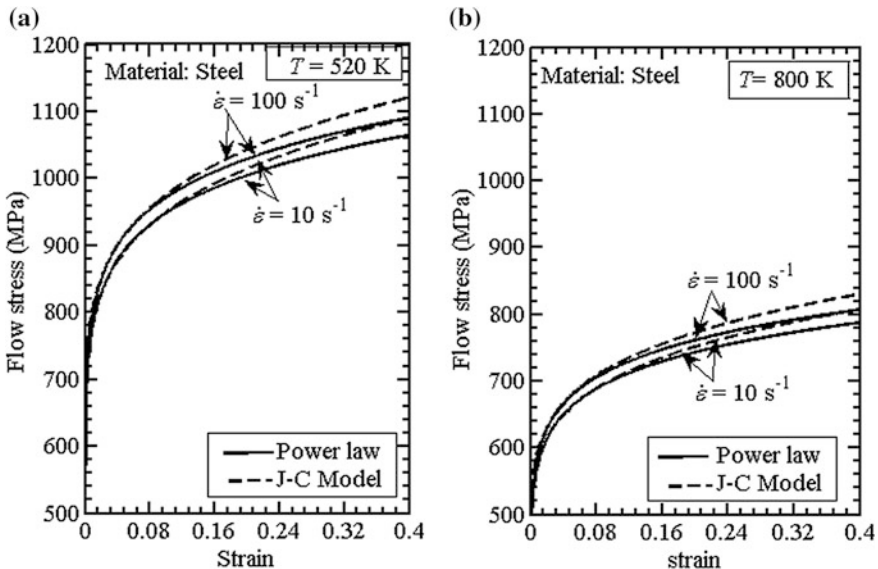 (a)
1200
Material: Steel
T = 520 K
ε̇ = 100 s⁻¹
1100
1000
ε̇ = 10 s⁻¹
900
800
700
600
500
Flow stress (MPa)
Power law
J-C Model
0 0.08 0.16 0.24 0.32 0.4
Strain
(b)
1200
Material: Steel
T= 800 K
1100
1000
900
ε̇ = 100 s⁻¹
800
700
ε̇ = 10 s⁻¹
600
500
Flow stress (MPa)
Power law
J-C Model
0 0.08 0.16 0.24 0.32 0.4
strain